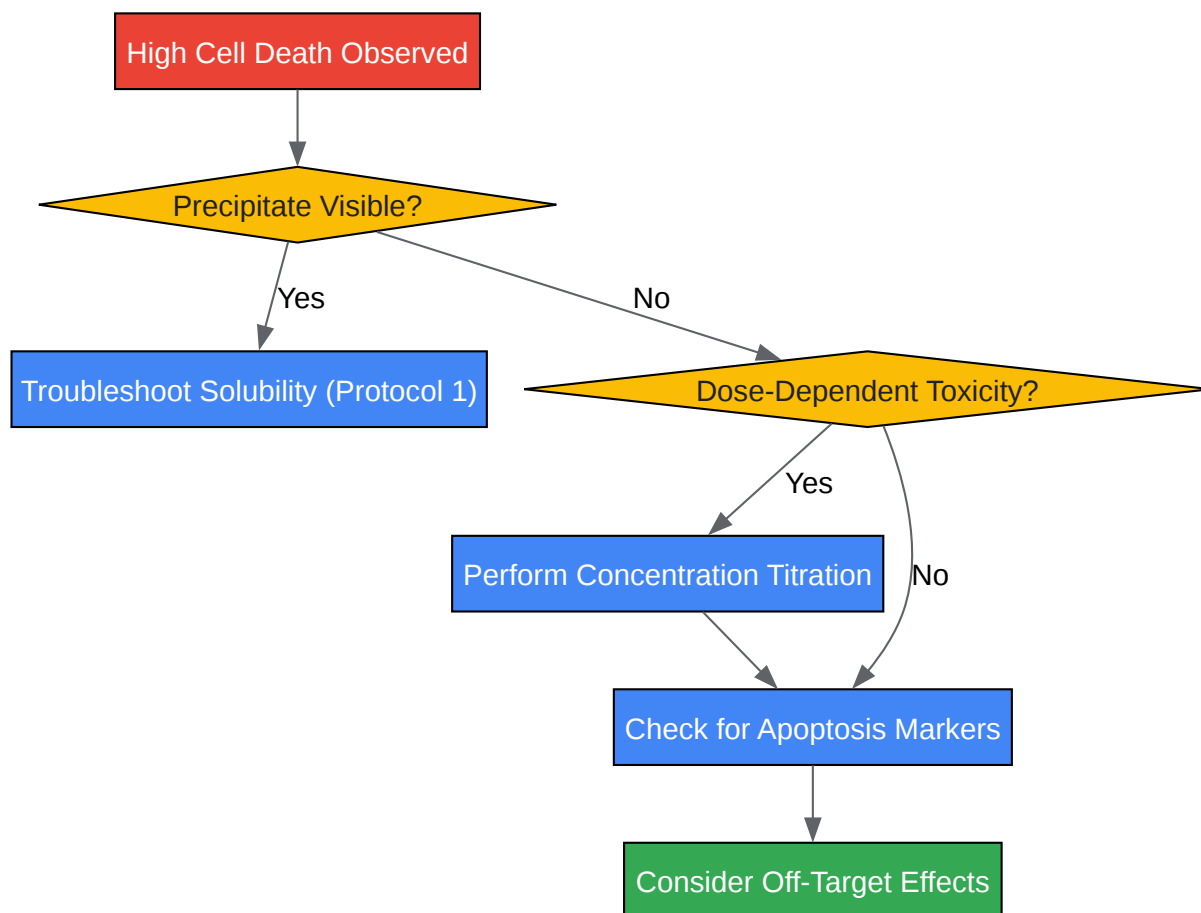 High Cell Death Observed
Precipitate Visible?
Yes
No
Troubleshoot Solubility (Protocol 1)
Dose-Dependent Toxicity?
Yes
Perform Concentration Titration
No
Check for Apoptosis Markers
Consider Off-Target Effects